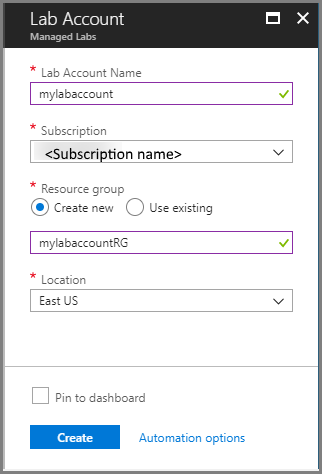 Lab Account
Managed Labs
* Lab Account Name
mylabaccount
* Subscription
<Subscription name>
* Resource group
Create new Use existing
mylabaccountRG
* Location
East US
Pin to dashboard
Create Automation options